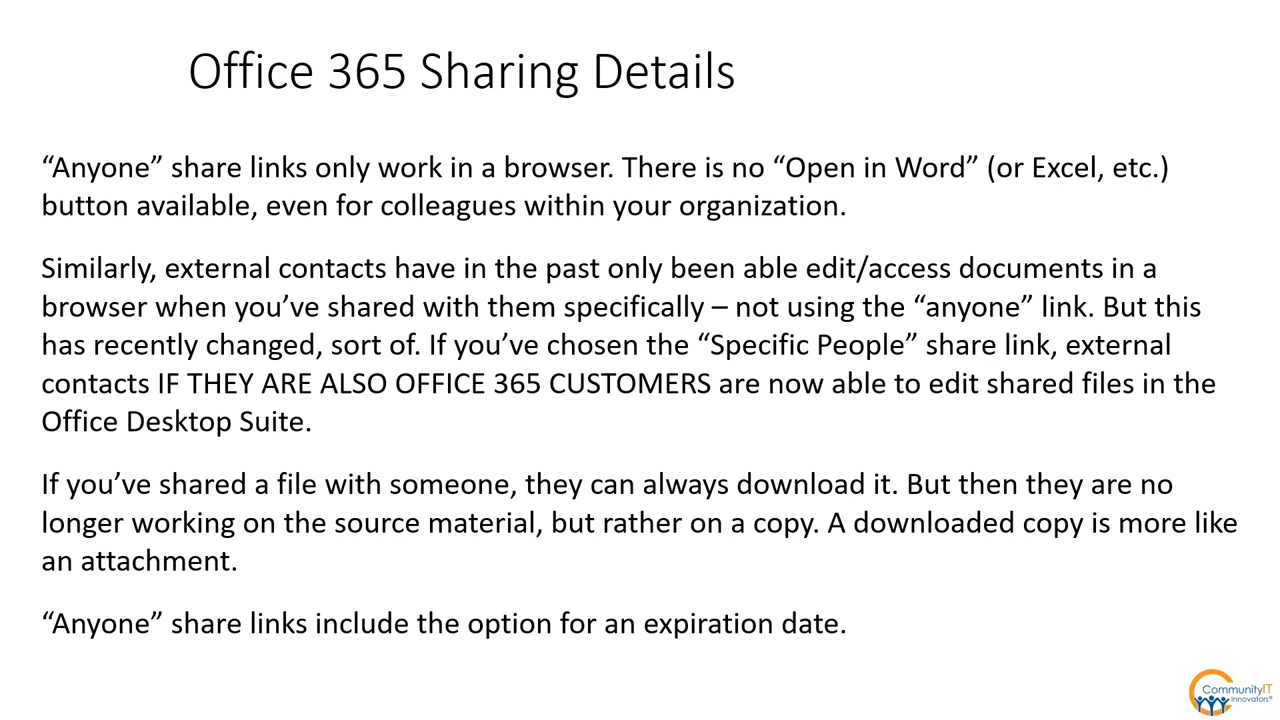 Office 365 Sharing Details
“Anyone” share links only work in a browser. There is no “Open in Word” (or Excel, etc.)
button available, even for colleagues within your organization.
Similarly, external contacts have in the past only been able edit/access documents in a
browser when you’ve shared with them specifically – not using the “anyone” link. But this
has recently changed, sort of. If you’ve chosen the “Specific People” share link, external
contacts IF THEY ARE ALSO OFFICE 365 CUSTOMERS are now able to edit shared files in the
Office Desktop Suite.
If you’ve shared a file with someone, they can always download it. But then they are no
longer working on the source material, but rather on a copy. A downloaded copy is more like
an attachment.
“Anyone” share links include the option for an expiration date.
CommunityIT
Innovators®